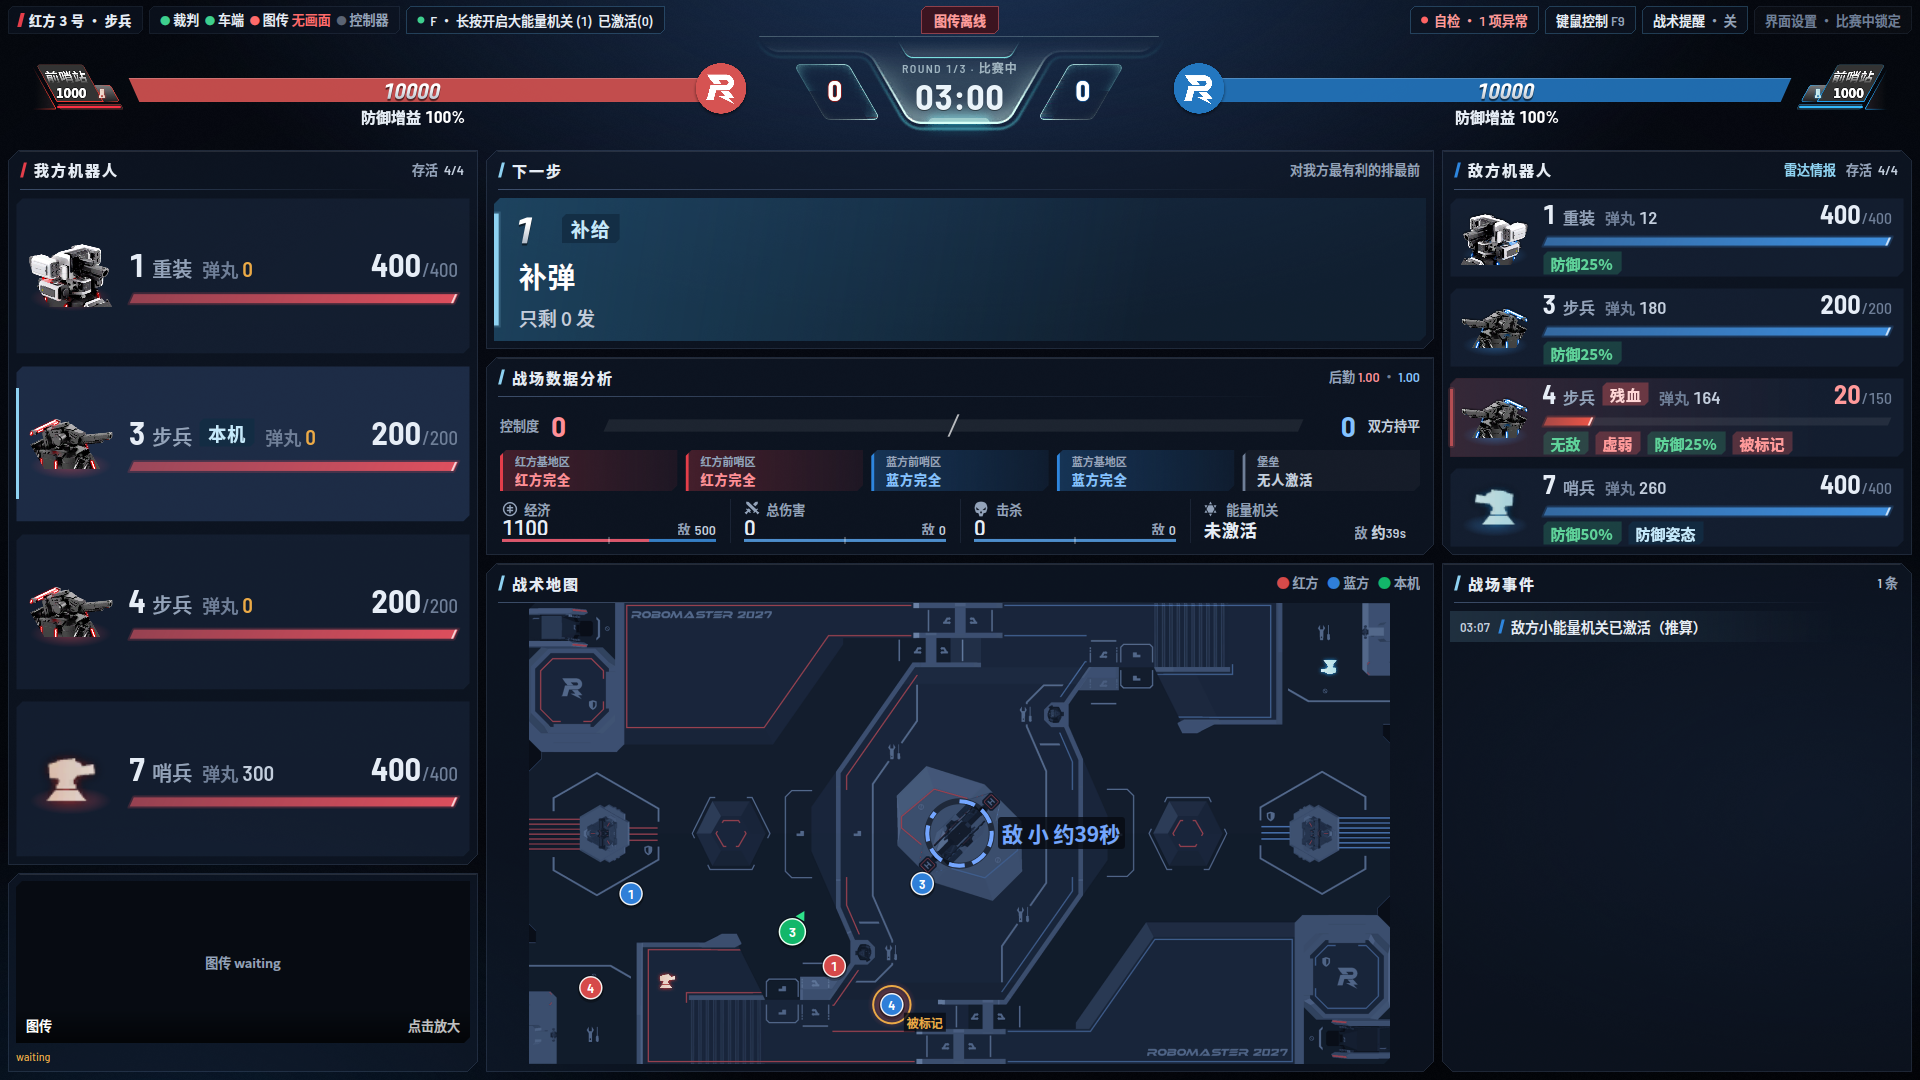 红方 3 号 · 步兵
裁判 车端 图传 无画面 控制器
F · 长按开启大能量机关 (1) 已激活(0)
图传离线
自检 · 1 项异常
键鼠控制 F9
战术提醒 · 关
界面设置 · 比赛中锁定
前哨站
1000
10000
防御增益 100%
0
ROUND 1/3 · 比赛中
03:00
0
10000
防御增益 100%
前哨站
1000
我方机器人
存活 4/4
1 重装 弹丸 0
400/400
3 步兵 本机 弹丸 0
200/200
4 步兵 弹丸 0
200/200
7 哨兵 弹丸 300
400/400
图传 waiting
图传
点击放大
waiting
下一步
对我方最有利的排最前
1 补给
补弹
只剩 0 发
战场数据分析
后勤 1.00 · 1.00
控制度 0
0 双方持平
红方基地区
红方完全
红方前哨区
红方完全
蓝方前哨区
蓝方完全
蓝方基地区
蓝方完全
堡垒
无人激活
经济
1100
敌 500
总伤害
0
敌 0
击杀
0
敌 0
能量机关
未激活
敌 约39s
战术地图
红方 蓝方 本机
ROBOMASTER 2027
敌 小 约39秒
1
3
3
1
4
4
被标记
ROBOMASTER 2027
敌方机器人
雷达情报 存活 4/4
1 重装 弹丸 12
400/400
防御25%
3 步兵 弹丸 180
200/200
防御25%
4 步兵 残血 弹丸 164
20/150
无敌 虚弱 防御25% 被标记
7 哨兵 弹丸 260
400/400
防御50% 防御姿态
战场事件
1 条
03:07 敌方小能量机关已激活（推算）